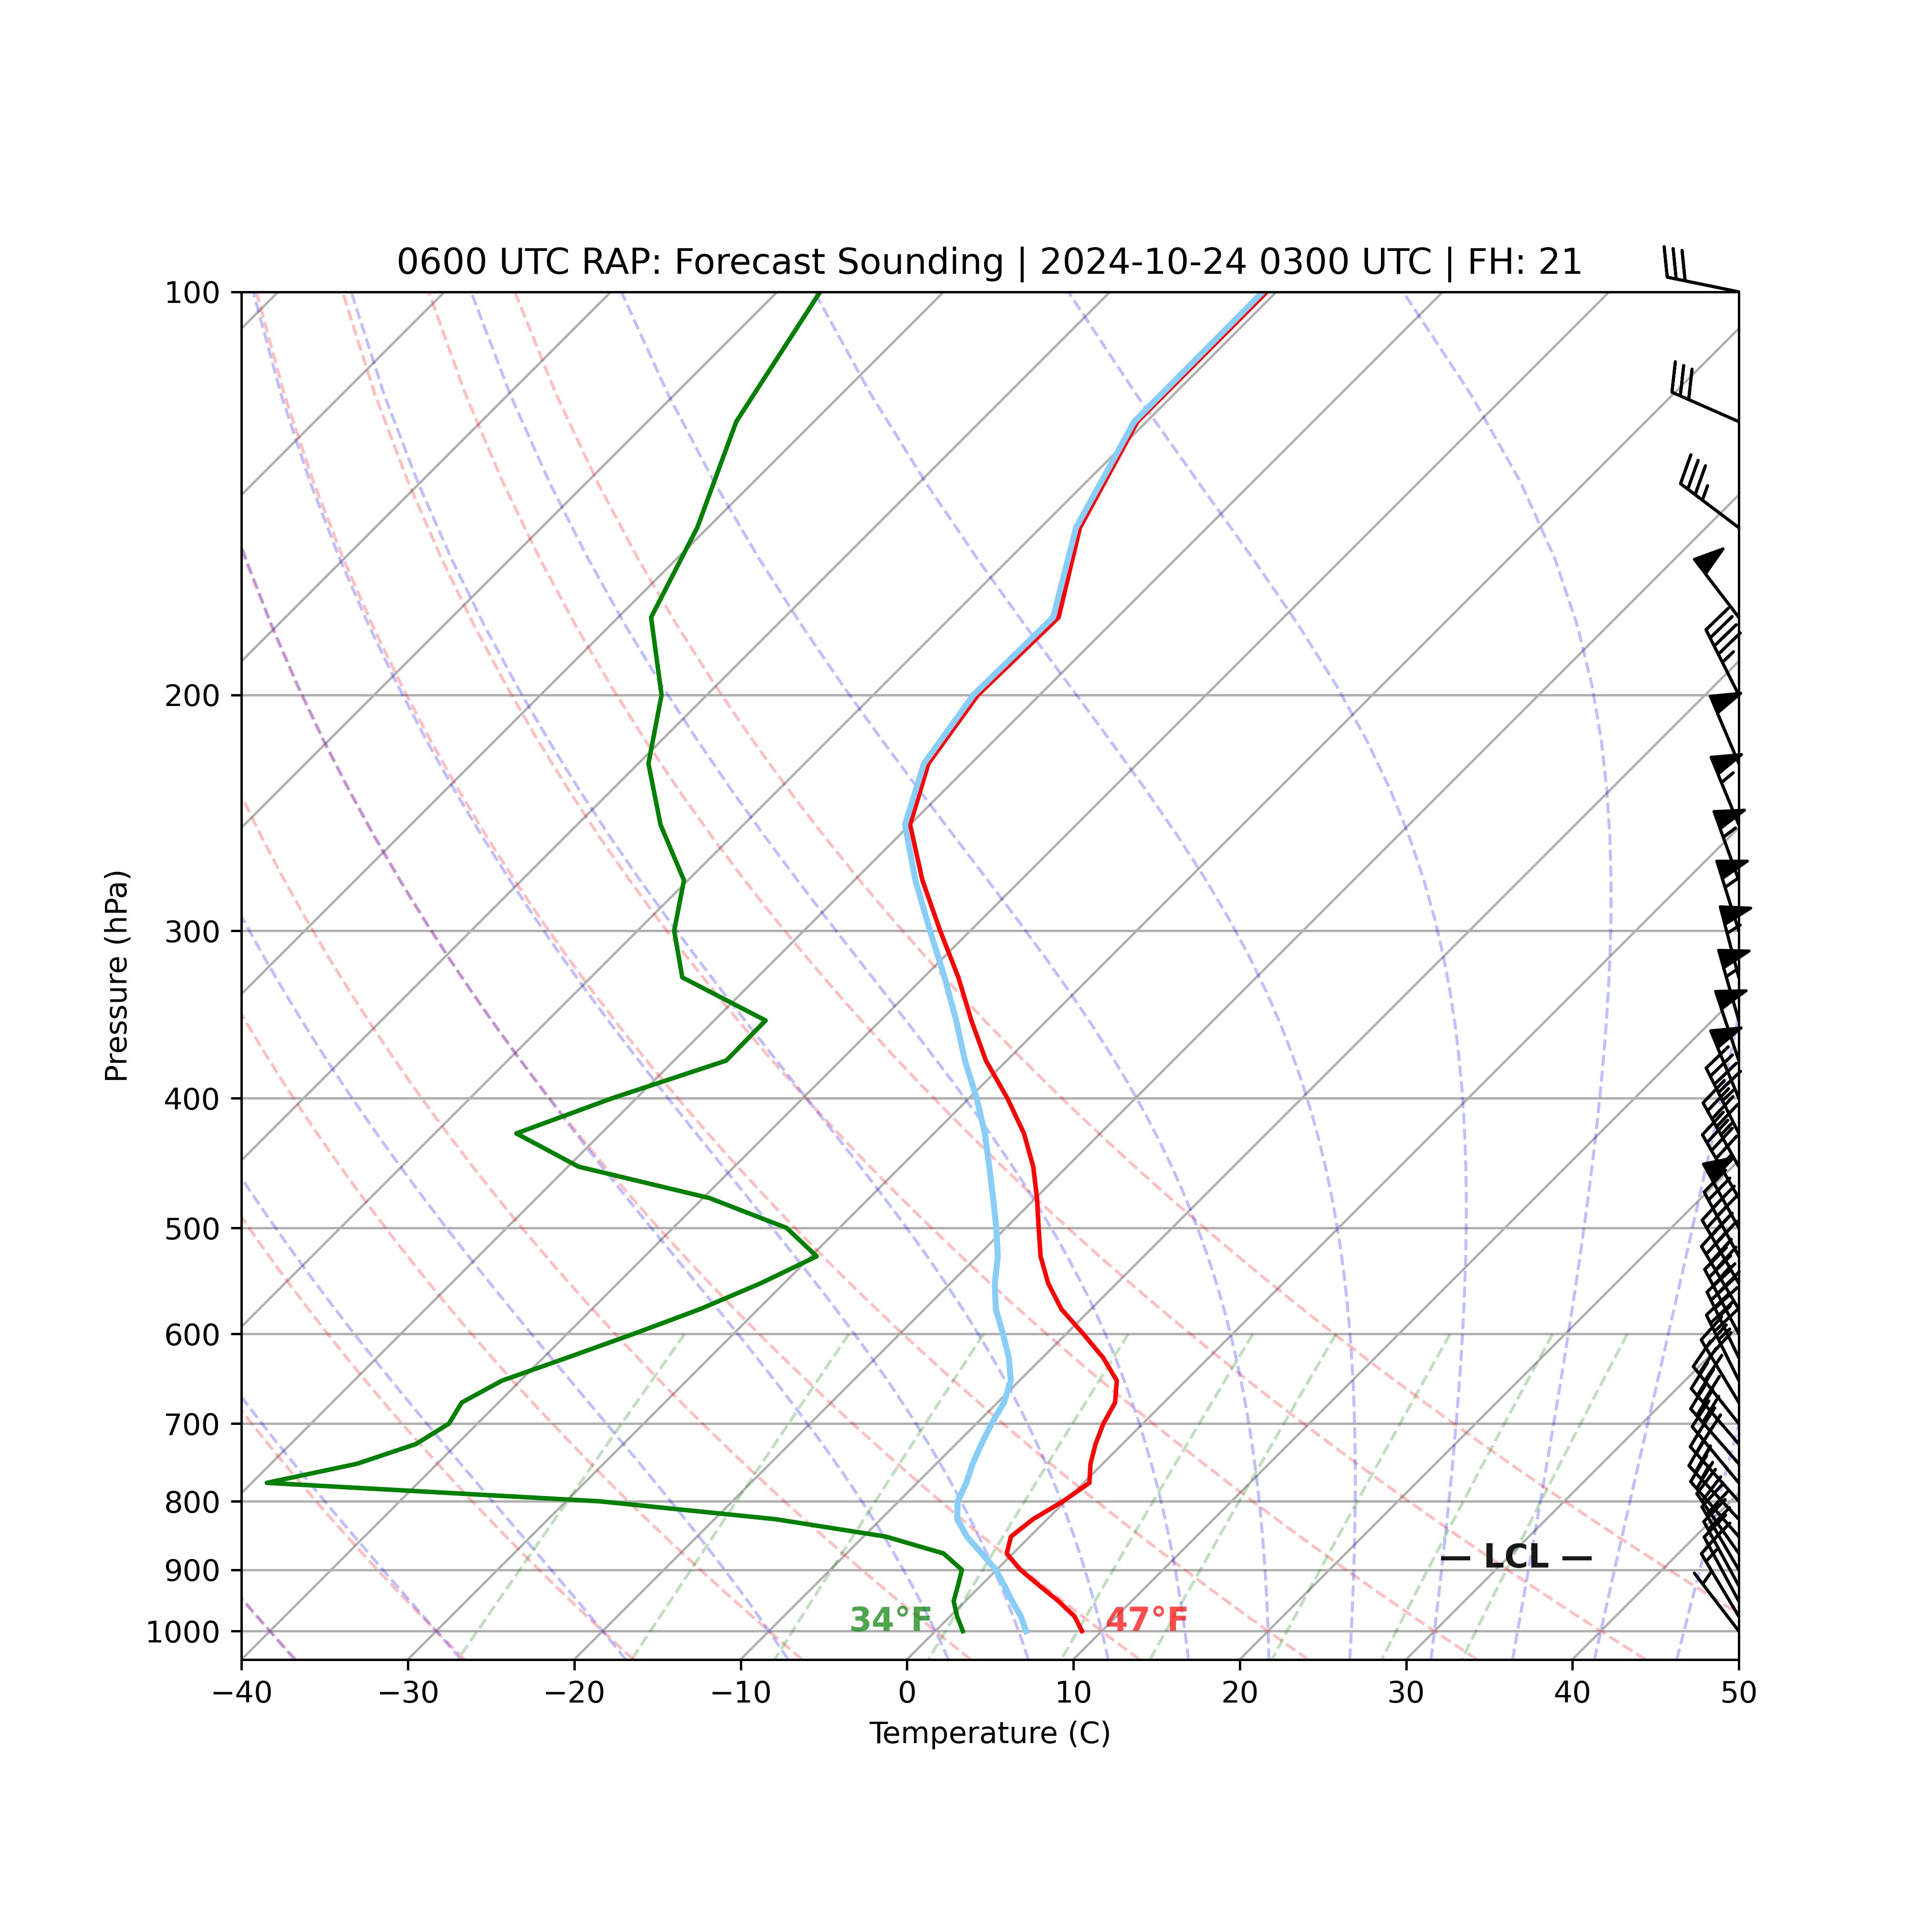 0600 UTC RAP: Forecast Sounding | 2024-10-24 0300 UTC | FH: 21
100
200
300
400
500
600
700
800
900
1000
Pressure (hPa)
— LCL —
34°F
47°F
−40 −30 −20 −10 0 10 20 30 40 50
Temperature (C)